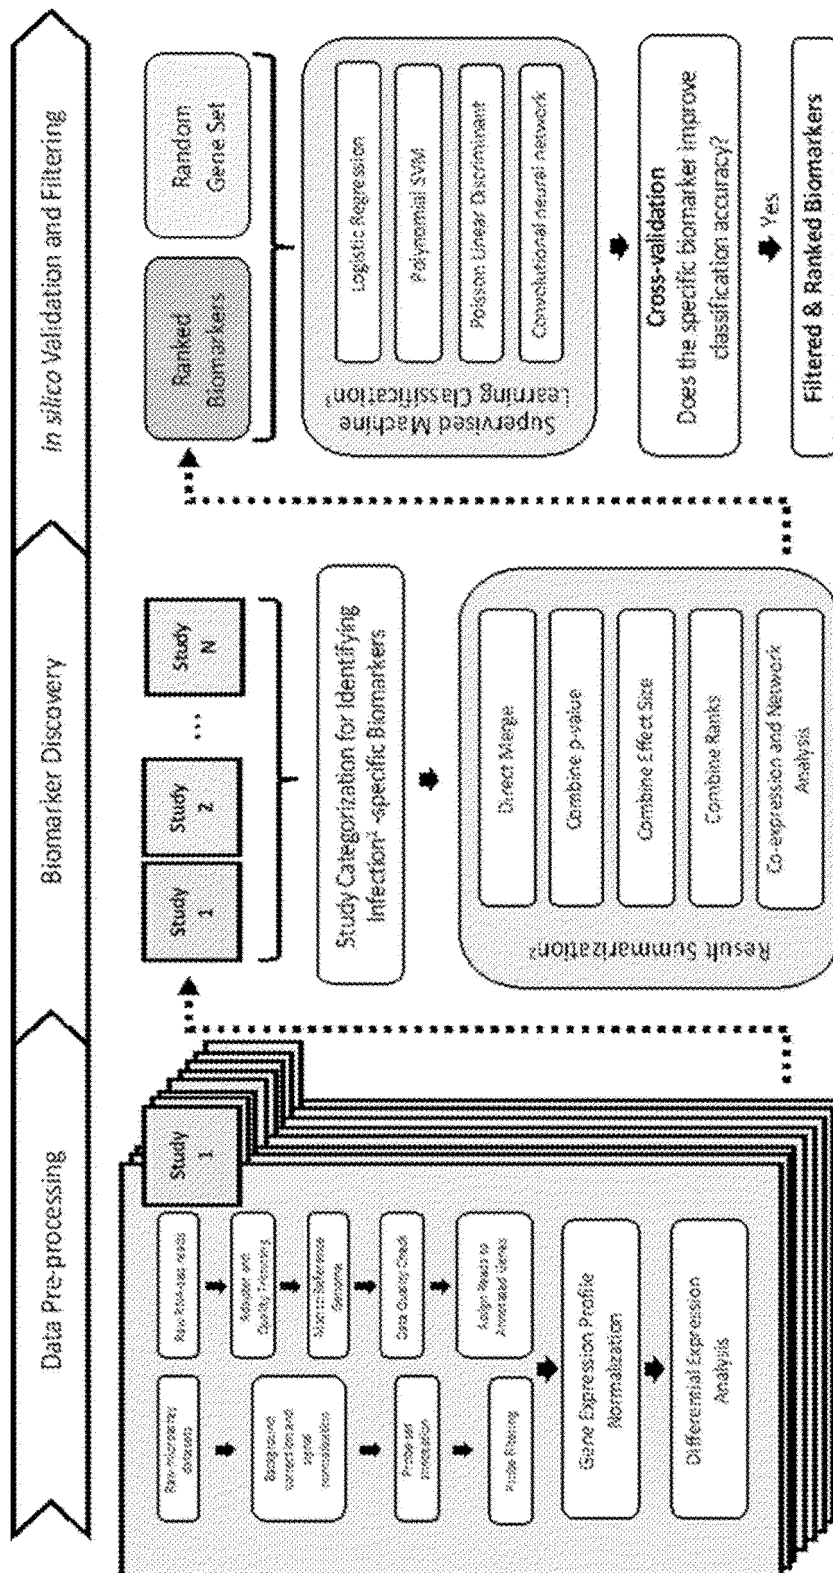 Data Pre-processing
Biomarker Discovery
In silico Validation and Filtering
Study
1
Raw microarray
datasets
Background
correction and
signal
normalization
Probe set
annotation
Probe Filtering
Raw RNA-seq reads
Adapter and
Quality Trimming
Map to Reference
Genome
Data Quality Check
Assign Reads to
Annotated Genes
Gene Expression Profile
Normalization
Differential Expression
Analysis
Study
1
Study
2
...
Study
N
Study Categorization for Identifying
Infection¹-specific Biomarkers
Result Summarization²
Direct Merge
Combine p-value
Combine Effect Size
Combine Ranks
Co-expression and Network
Analysis
Ranked
Biomarkers
Random
Gene Set
Supervised Machine
Learning Classification³
Logistic Regression
Polynomial SVM
Poisson Linear Discriminant
Convolutional neural network
Cross-validation
Does the specific biomarker improve
classification accuracy?
Yes
Filtered & Ranked Biomarkers